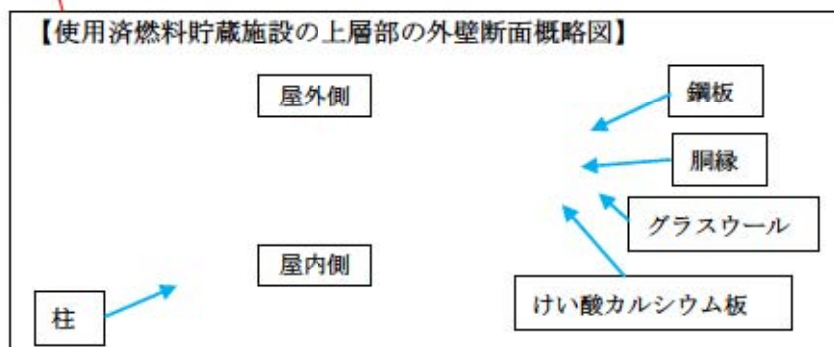 【使用済燃料貯蔵施設の上層部の外壁断面概略図】
屋外側
鋼板
胴縁
グラスウール
屋内側
けい酸カルシウム板
柱